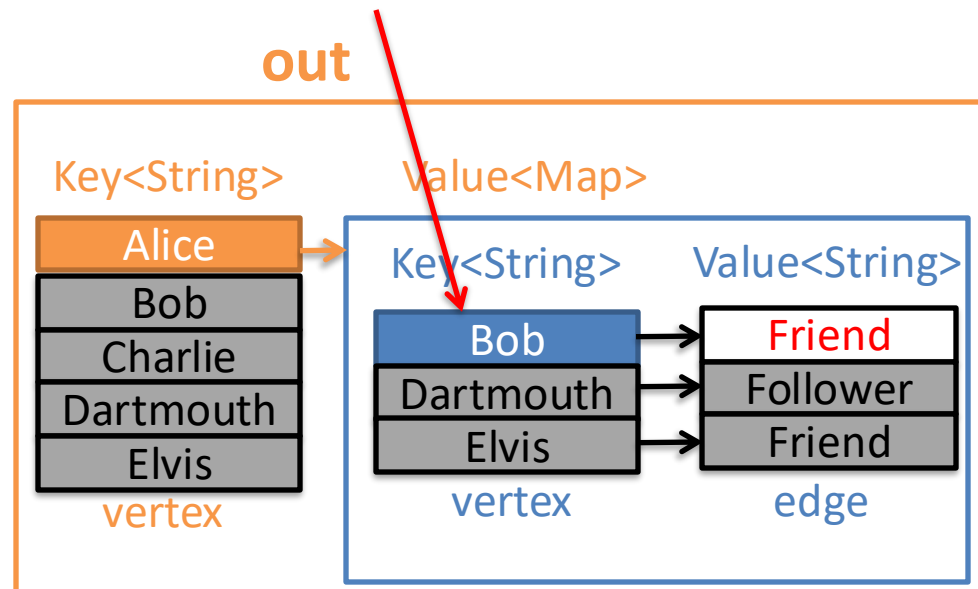 out
Key<String>
Value<Map>
Alice
Bob
Charlie
Dartmouth
Elvis
vertex
Key<String>
Value<String>
Bob
Friend
Dartmouth
Follower
Elvis
Friend
vertex
edge